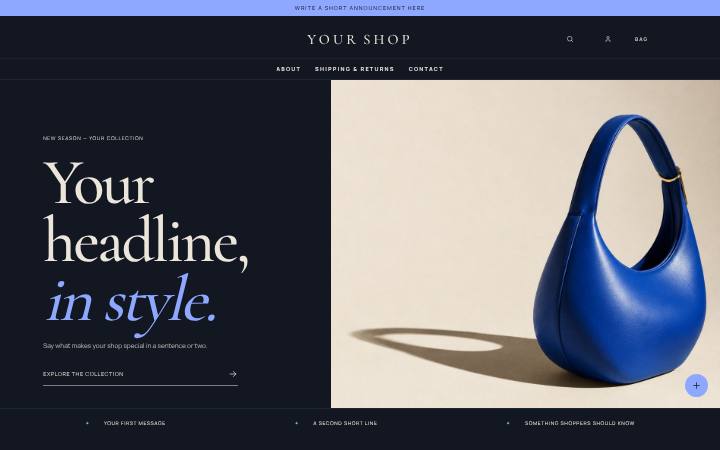 WRITE A SHORT ANNOUNCEMENT HERE
YOUR SHOP
BAG
ABOUT SHIPPING & RETURNS CONTACT
NEW SEASON — YOUR COLLECTION
Your
headline,
in style.
Say what makes your shop special in a sentence or two.
EXPLORE THE COLLECTION
YOUR FIRST MESSAGE
A SECOND SHORT LINE
SOMETHING SHOPPERS SHOULD KNOW